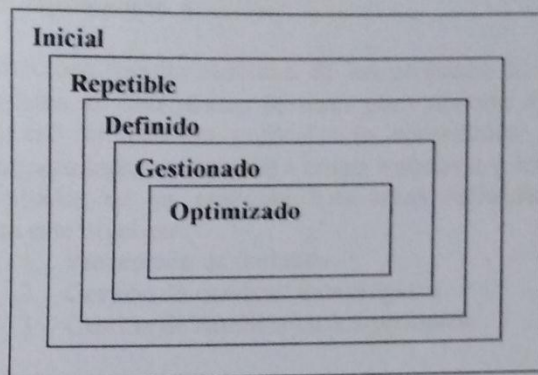 Inicial
Repetible
Definido
Gestionado
Optimizado